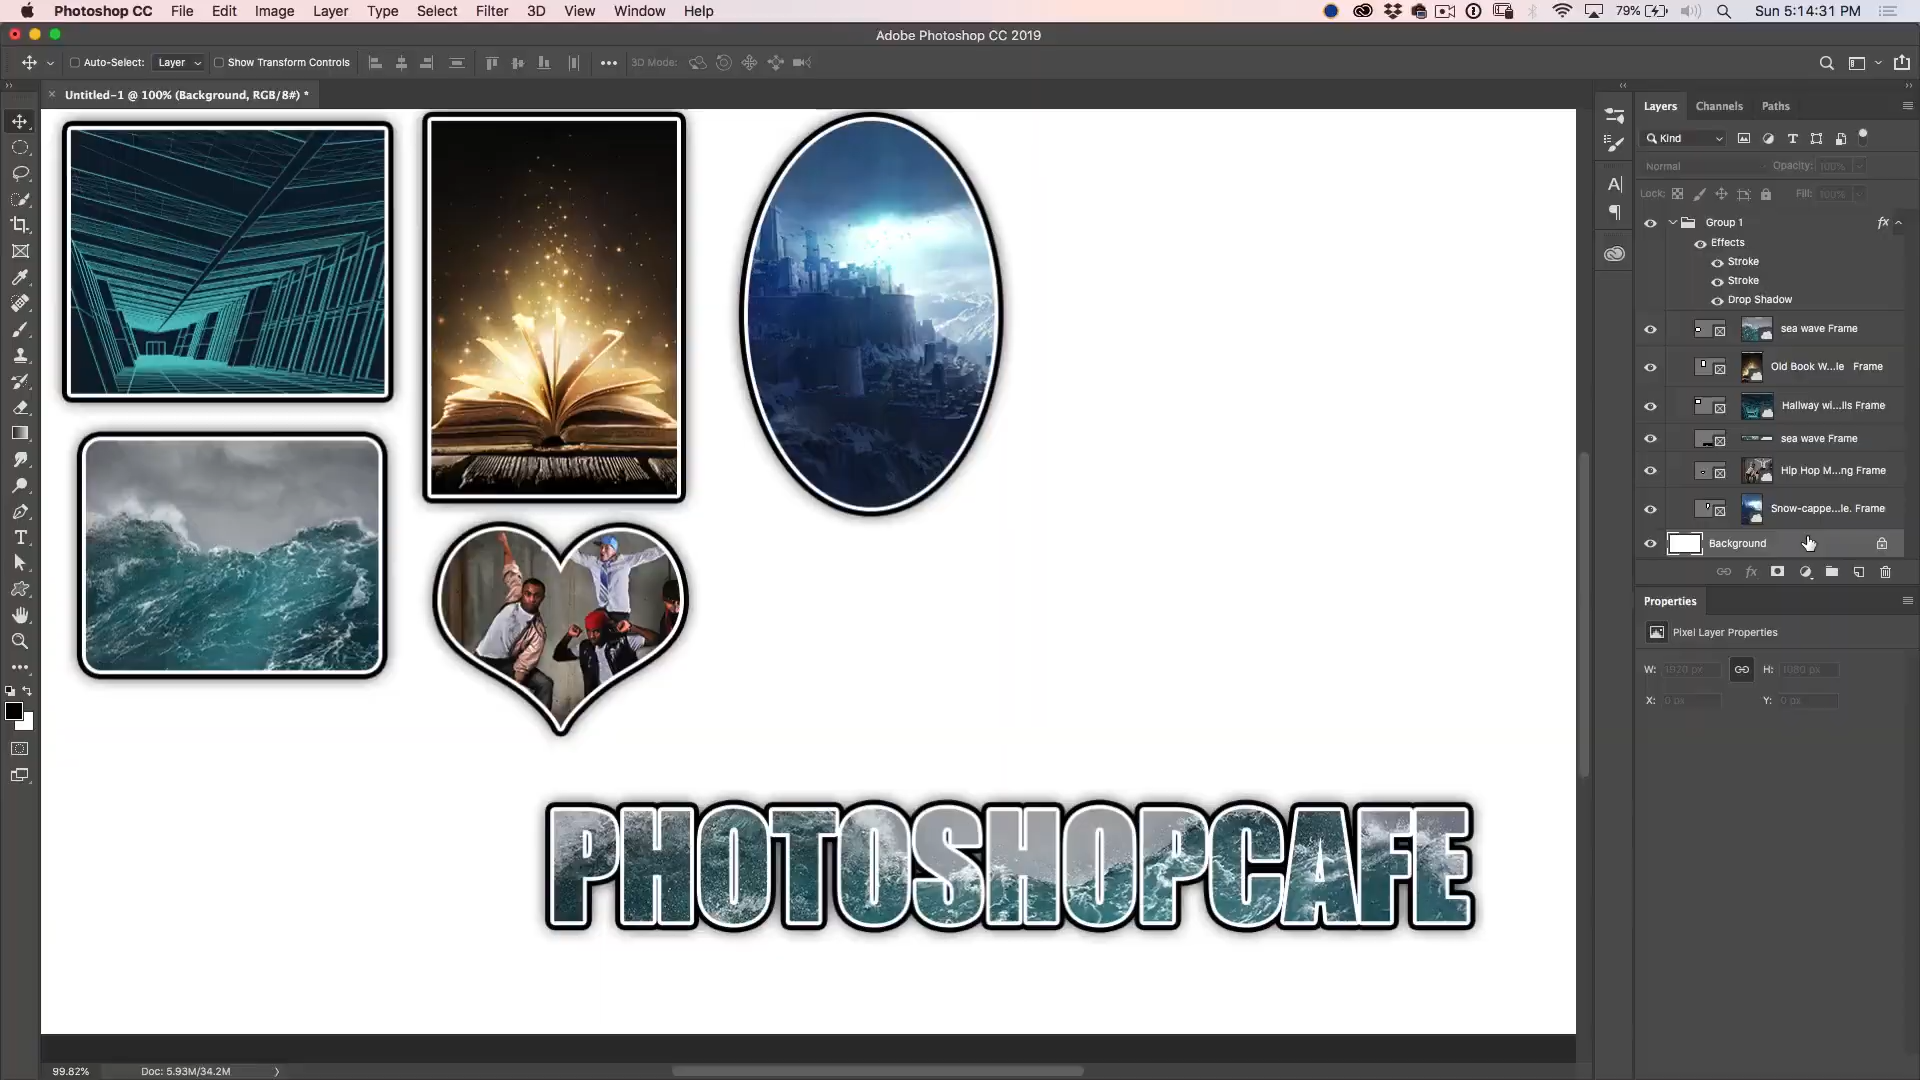 Photoshop CC File Edit Image Layer Type Select Filter 3D View Window Help 79% Sun 5:14:31 PM
Adobe Photoshop CC 2019
Auto-Select: Layer Show Transform Controls 3D Mode:
Untitled-1 @ 100% (Background, RGB/8#) *
Layers Channels Paths
Kind
Normal Opacity: 100%
Lock: Fill: 100%
Group 1 fx
Effects
Stroke
Stroke
Drop Shadow
sea wave Frame
Old Book W...le Frame
Hallway wi...lls Frame
sea wave Frame
Hip Hop M...ng Frame
Snow-cappe...le. Frame
Background
fx
Properties
Pixel Layer Properties
W: 1920 px H: 1080 px
X: 0 px Y: 0 px
PHOTOSHOPCAFE
99.82% Doc: 5.93M/34.2M